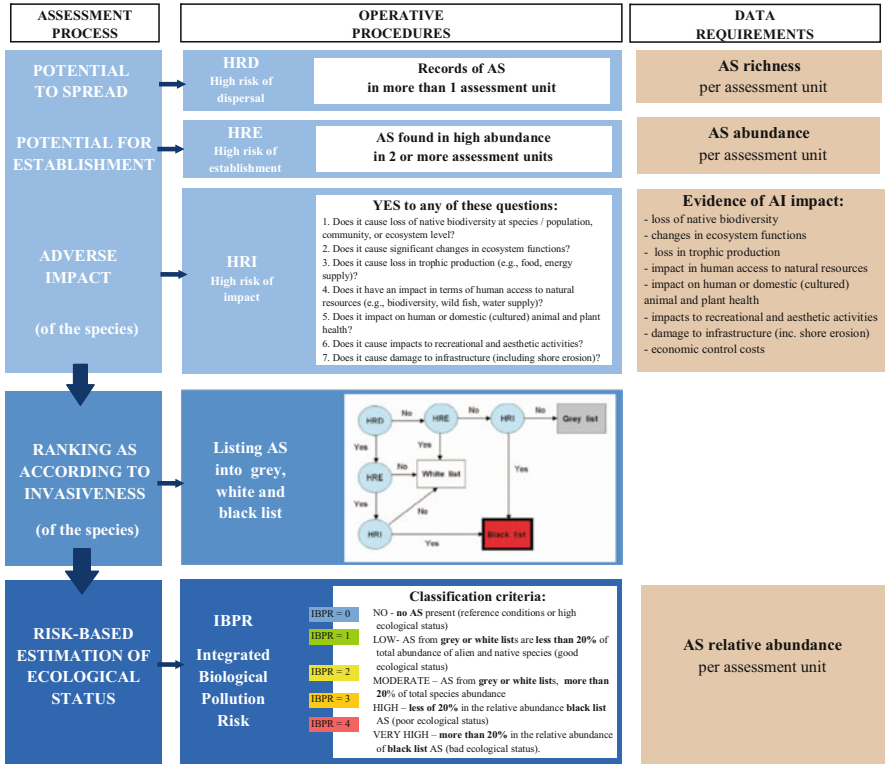 ASSESSMENT
PROCESS
OPERATIVE
PROCEDURES
DATA
REQUIREMENTS
POTENTIAL
TO SPREAD
HRD
High risk of
dispersal
Records of AS
in more than 1 assessment unit
AS richness
per assessment unit
POTENTIAL FOR
ESTABLISHMENT
HRE
High risk of
establishment
AS found in high abundance
in 2 or more assessment units
AS abundance
per assessment unit
ADVERSE
IMPACT
(of the species)
HRI
High risk of
impact
YES to any of these questions:
1. Does it cause loss of native biodiversity at species / population,
community, or ecosystem level?
2. Does it cause significant changes in ecosystem functions?
3. Does it cause loss in trophic production (e.g., food, energy
supply)?
4. Does it have an impact in terms of human access to natural
resources (e.g., biodiversity, wild fish, water supply)?
5. Does it impact on human or domestic (cultured) animal and plant
health?
6. Does it cause impacts to recreational and aesthetic activities?
7. Does it cause damage to infrastructure (including shore erosion)?
Evidence of AI impact:
- loss of native biodiversity
- changes in ecosystem functions
- loss in trophic production
- impact in human access to natural resources
- impact on human or domestic (cultured)
animal and plant health
- impacts to recreational and aesthetic activities
- damage to infrastructure (inc. shore erosion)
- economic control costs
RANKING AS
ACCORDING TO
INVASIVENESS
(of the species)
Listing AS
into grey,
white and
black list
HRD
No
HRE
No
HRI
No
Grey list
Yes
Yes
Yes
HRE
No
White list
Yes
No
HRI
Yes
Black list
RISK-BASED
ESTIMATION OF
ECOLOGICAL
STATUS
IBPR
Integrated
Biological
Pollution
Risk
IBPR = 0
IBPR = 1
IBPR = 2
IBPR = 3
IBPR = 4
Classification criteria:
NO - no AS present (reference conditions or high
ecological status)
LOW- AS from grey or white lists are less than 20% of
total abundance of alien and native species (good
ecological status)
MODERATE – AS from grey or white lists, more than
20% of total species abundance
HIGH – less of 20% in the relative abundance black list
AS (poor ecological status)
VERY HIGH – more than 20% in the relative abundance
of black list AS (bad ecological status).
AS relative abundance
per assessment unit